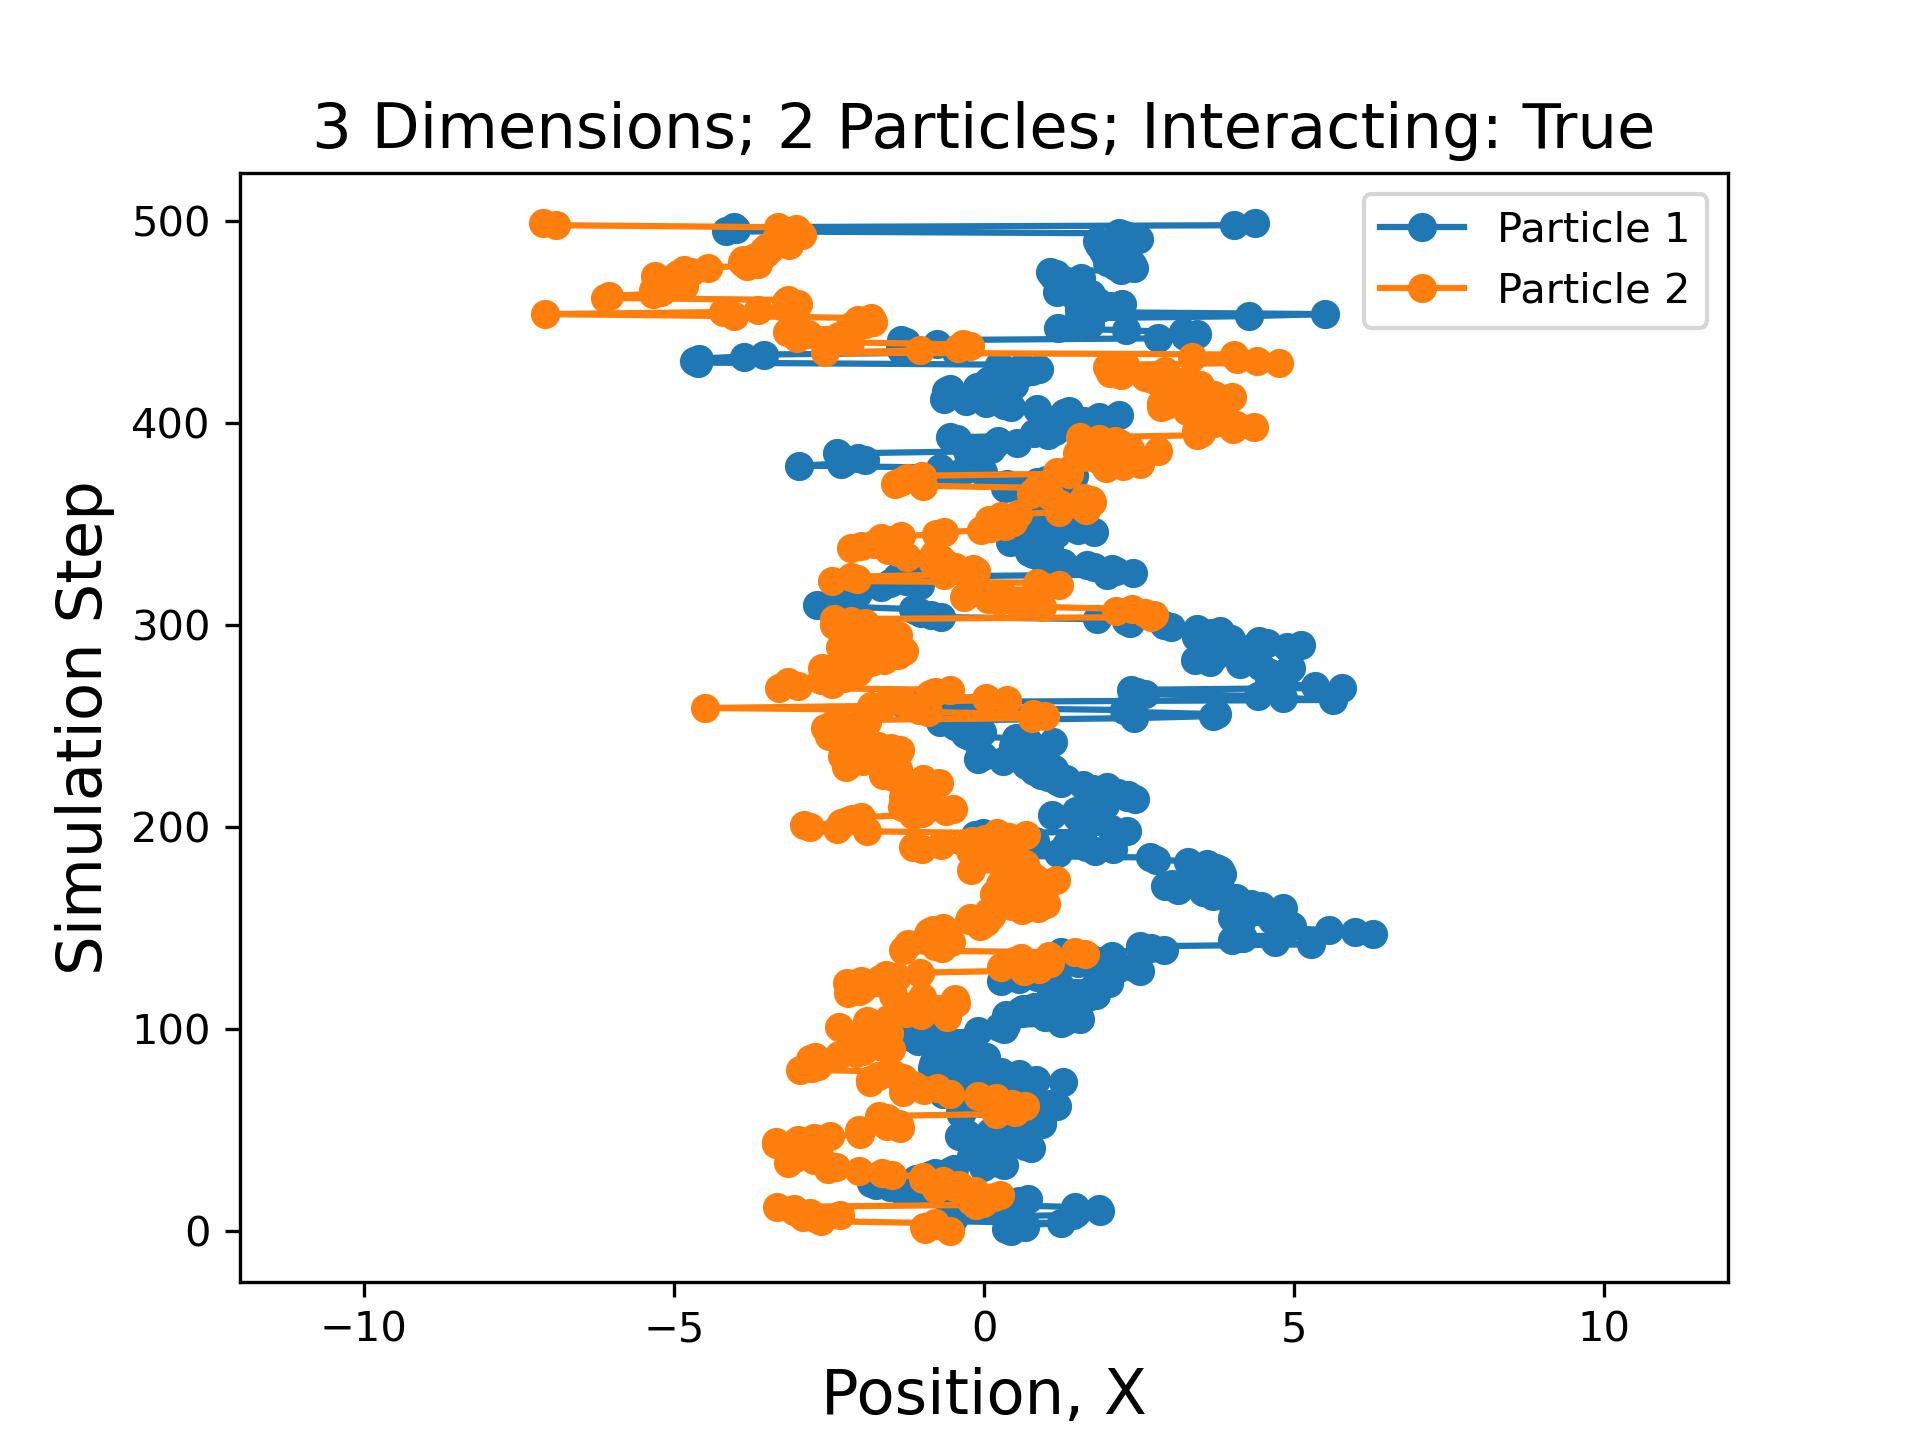 3 Dimensions; 2 Particles; Interacting: True
Particle 1
Particle 2
500
400
300
200
100
0
Simulation Step
−10
−5
0
5
10
Position, X